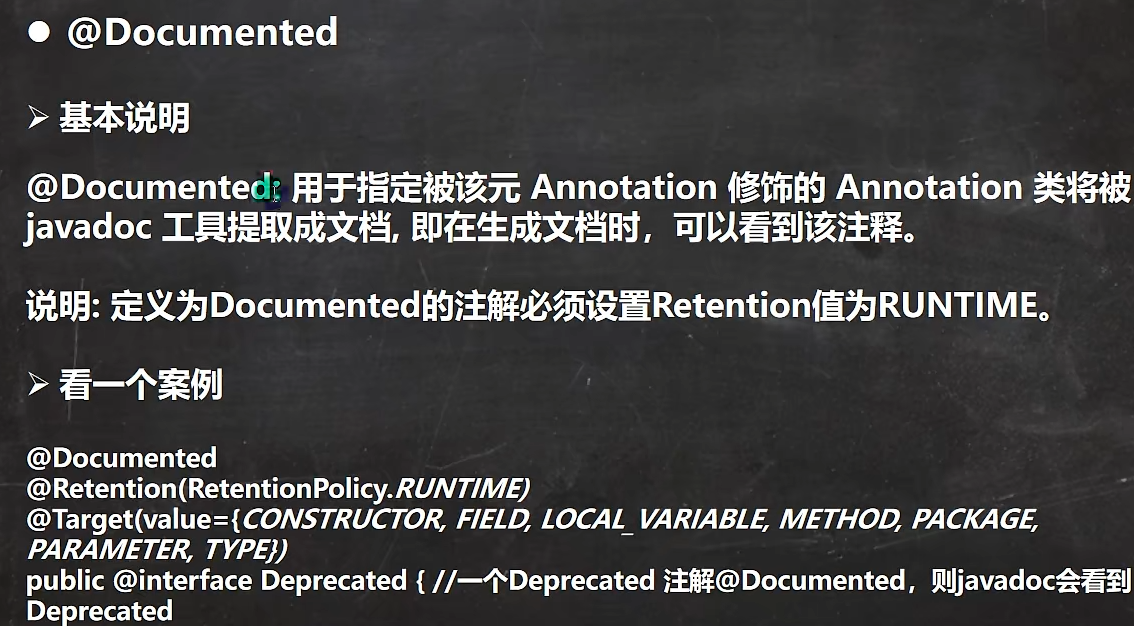 ● @Documented
➢ 基本说明
@Documented: 用于指定被该元 Annotation 修饰的 Annotation 类将被
javadoc 工具提取成文档, 即在生成文档时，可以看到该注释。
说明: 定义为Documented的注解必须设置Retention值为RUNTIME。
➢ 看一个案例
@Documented
@Retention(RetentionPolicy.RUNTIME)
@Target(value={CONSTRUCTOR, FIELD, LOCAL_VARIABLE, METHOD, PACKAGE,
PARAMETER, TYPE})
public @interface Deprecated { //一个Deprecated 注解@Documented，则javadoc会看到
Deprecated